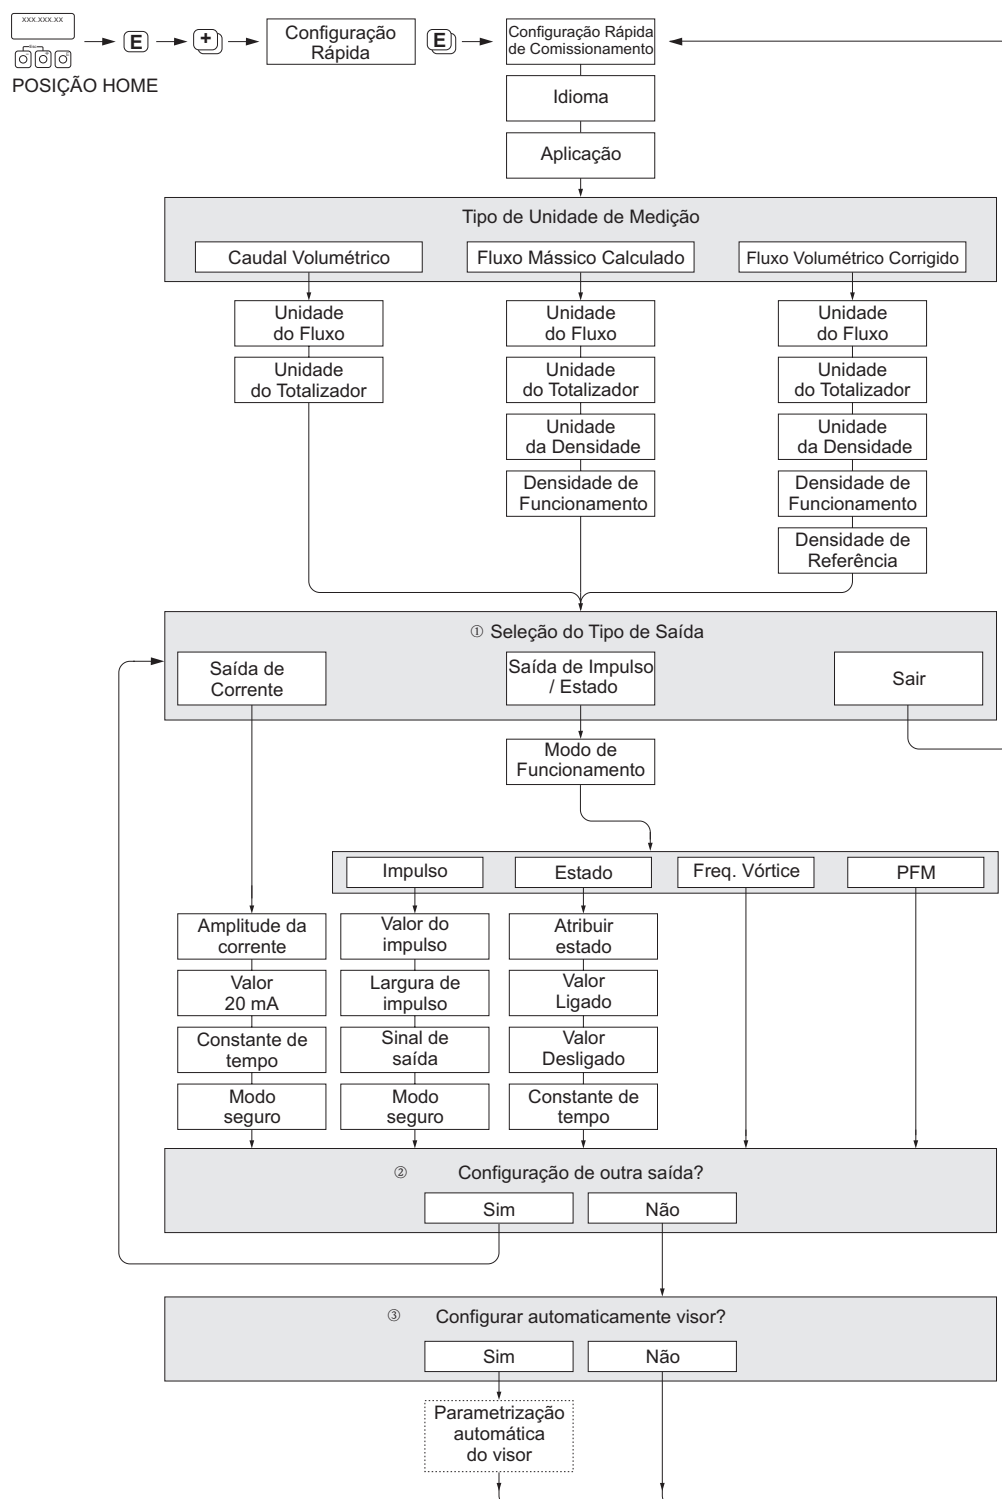 XXX.XXX.XX
Esc
E
+
Configuração
Rápida
E
Configuração Rápida
de Comissionamento
POSIÇÃO HOME
Idioma
Aplicação
Tipo de Unidade de Medição
Caudal Volumétrico
Fluxo Mássico Calculado
Fluxo Volumétrico Corrigido
Unidade
do Fluxo
Unidade
do Fluxo
Unidade
do Fluxo
Unidade
do Totalizador
Unidade
do Totalizador
Unidade
do Totalizador
Unidade
da Densidade
Unidade
da Densidade
Densidade de
Funcionamento
Densidade de
Funcionamento
Densidade de
Referência
① Seleção do Tipo de Saída
Saída de
Corrente
Saída de Impulso
/ Estado
Sair
Modo de
Funcionamento
Impulso
Estado
Freq. Vórtice
PFM
Amplitude da
corrente
Valor do
impulso
Atribuir
estado
Valor
20 mA
Largura de
impulso
Valor
Ligado
Constante de
tempo
Sinal de
saída
Valor
Desligado
Modo
seguro
Modo
seguro
Constante de
tempo
② Configuração de outra saída?
Sim
Não
③ Configurar automaticamente visor?
Sim
Não
Parametrização
automática
do visor